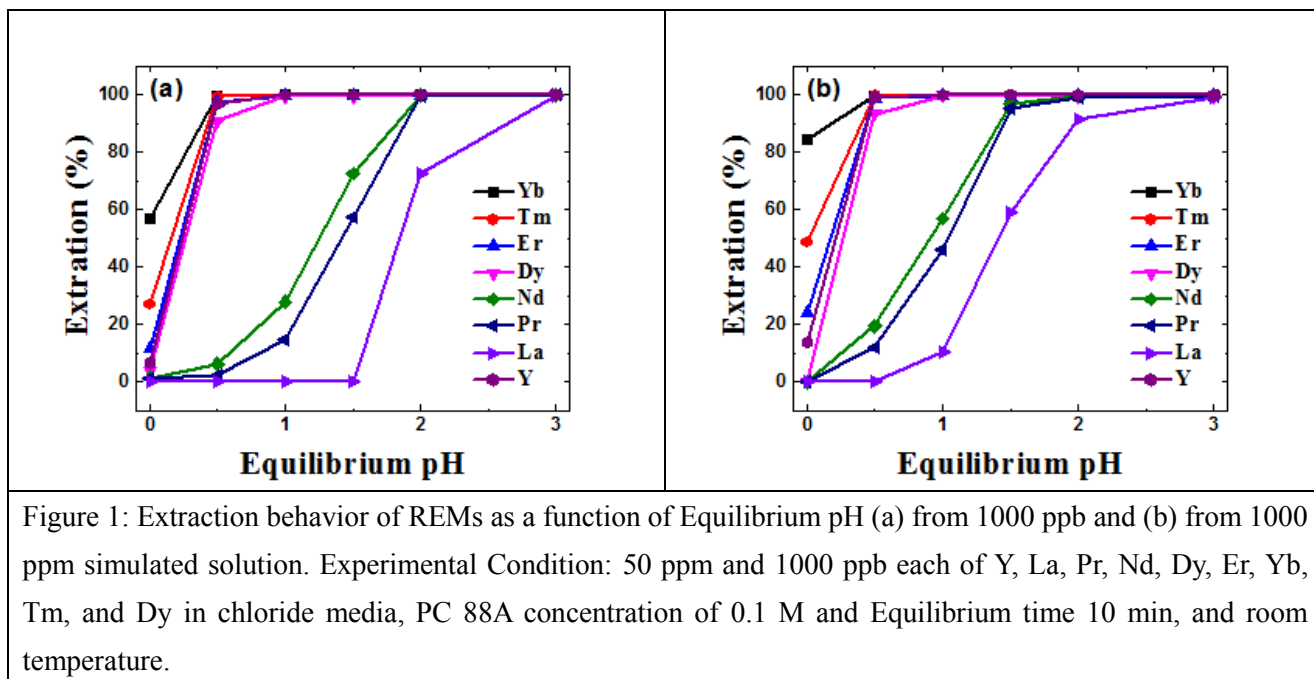 (a)
Extration (%)
100
80
60
40
20
0
Yb
Tm
Er
Dy
Nd
Pr
La
Y
0 1 2 3
Equilibrium pH
(b)
Extration (%)
100
80
60
40
20
0
Yb
Tm
Er
Dy
Nd
Pr
La
Y
0 1 2 3
Equilibrium pH
Figure 1: Extraction behavior of REMs as a function of Equilibrium pH (a) from 1000 ppb and (b) from 1000
ppm simulated solution. Experimental Condition: 50 ppm and 1000 ppb each of Y, La, Pr, Nd, Dy, Er, Yb,
Tm, and Dy in chloride media, PC 88A concentration of 0.1 M and Equilibrium time 10 min, and room
temperature.